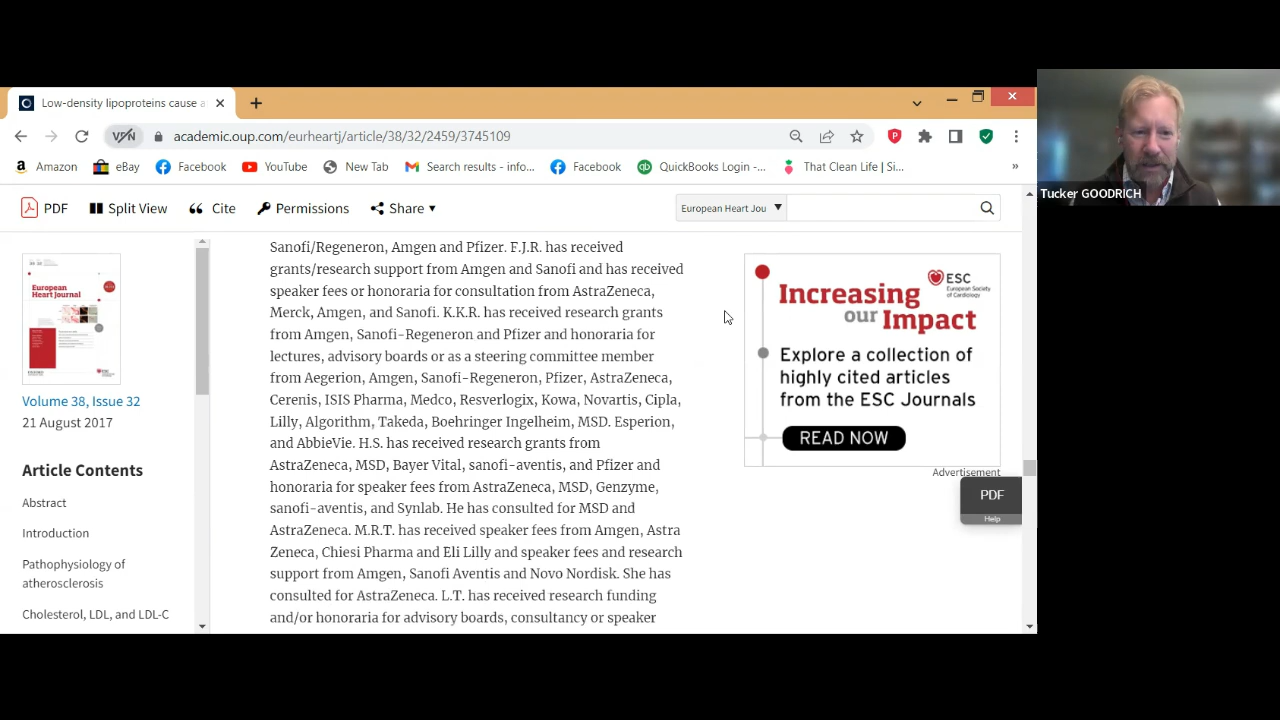 Low-density lipoproteins cause a
academic.oup.com/eurheartj/article/38/32/2459/3745109
Amazon
eBay
Facebook
YouTube
New Tab
Search results - info...
Facebook
QuickBooks Login -...
That Clean Life | Si...
»
PDF
Split View
Cite
Permissions
Share
European Heart Jou
European
Heart Journal
Volume 38, Issue 32
21 August 2017
Article Contents
Abstract
Introduction
Pathophysiology of
atherosclerosis
Cholesterol, LDL, and LDL-C
Sanofi/Regeneron, Amgen and Pfizer. F.J.R. has received
grants/research support from Amgen and Sanofi and has received
speaker fees or honoraria for consultation from AstraZeneca,
Merck, Amgen, and Sanofi. K.K.R. has received research grants
from Amgen, Sanofi-Regeneron and Pfizer and honoraria for
lectures, advisory boards or as a steering committee member
from Aegerion, Amgen, Sanofi-Regeneron, Pfizer, AstraZeneca,
Cerenis, ISIS Pharma, Medco, Resverlogix, Kowa, Novartis, Cipla,
Lilly, Algorithm, Takeda, Boehringer Ingelheim, MSD. Esperion,
and AbbieVie. H.S. has received research grants from
AstraZeneca, MSD, Bayer Vital, sanofi-aventis, and Pfizer and
honoraria for speaker fees from AstraZeneca, MSD, Genzyme,
sanofi-aventis, and Synlab. He has consulted for MSD and
AstraZeneca. M.R.T. has received speaker fees from Amgen, Astra
Zeneca, Chiesi Pharma and Eli Lilly and speaker fees and research
support from Amgen, Sanofi Aventis and Novo Nordisk. She has
consulted for AstraZeneca. L.T. has received research funding
and/or honoraria for advisory boards, consultancy or speaker
ESC
European Society
of Cardiology
Increasing
our Impact
Explore a collection of
highly cited articles
from the ESC Journals
READ NOW
Advertisement
PDF
Help
Tucker GOODRICH